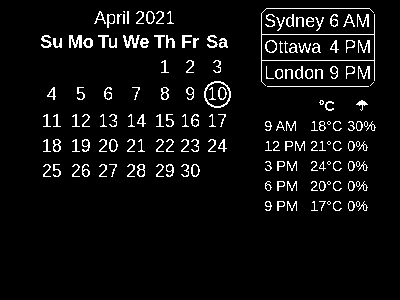 April 2021
Su Mo Tu We Th Fr Sa
1 2 3
4 5 6 7 8 9 10
11 12 13 14 15 16 17
18 19 20 21 22 23 24
25 26 27 28 29 30
Sydney 6 AM
Ottawa 4 PM
London 9 PM
°C ☂
9 AM 18°C 30%
12 PM 21°C 0%
3 PM 24°C 0%
6 PM 20°C 0%
9 PM 17°C 0%